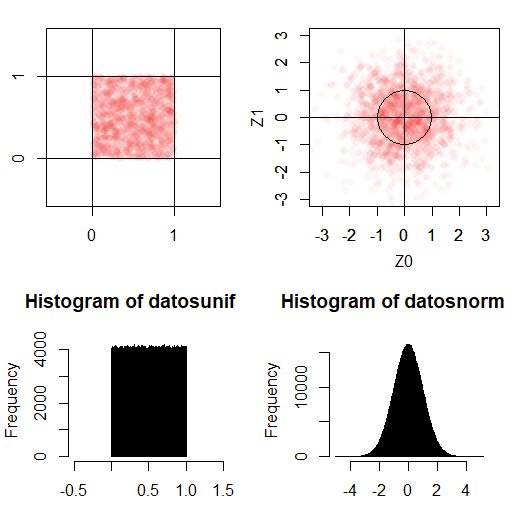 1
0
0
1
3
2
1
0
-1
-2
-3
Z1
-3 -2 -1 0 1 2 3
Z0
Histogram of datosunif
Frequency
4000
2000
0
-0.5 0.5 1.0 1.5
Histogram of datosnorm
Frequency
10000
0
-4 -2 0 2 4